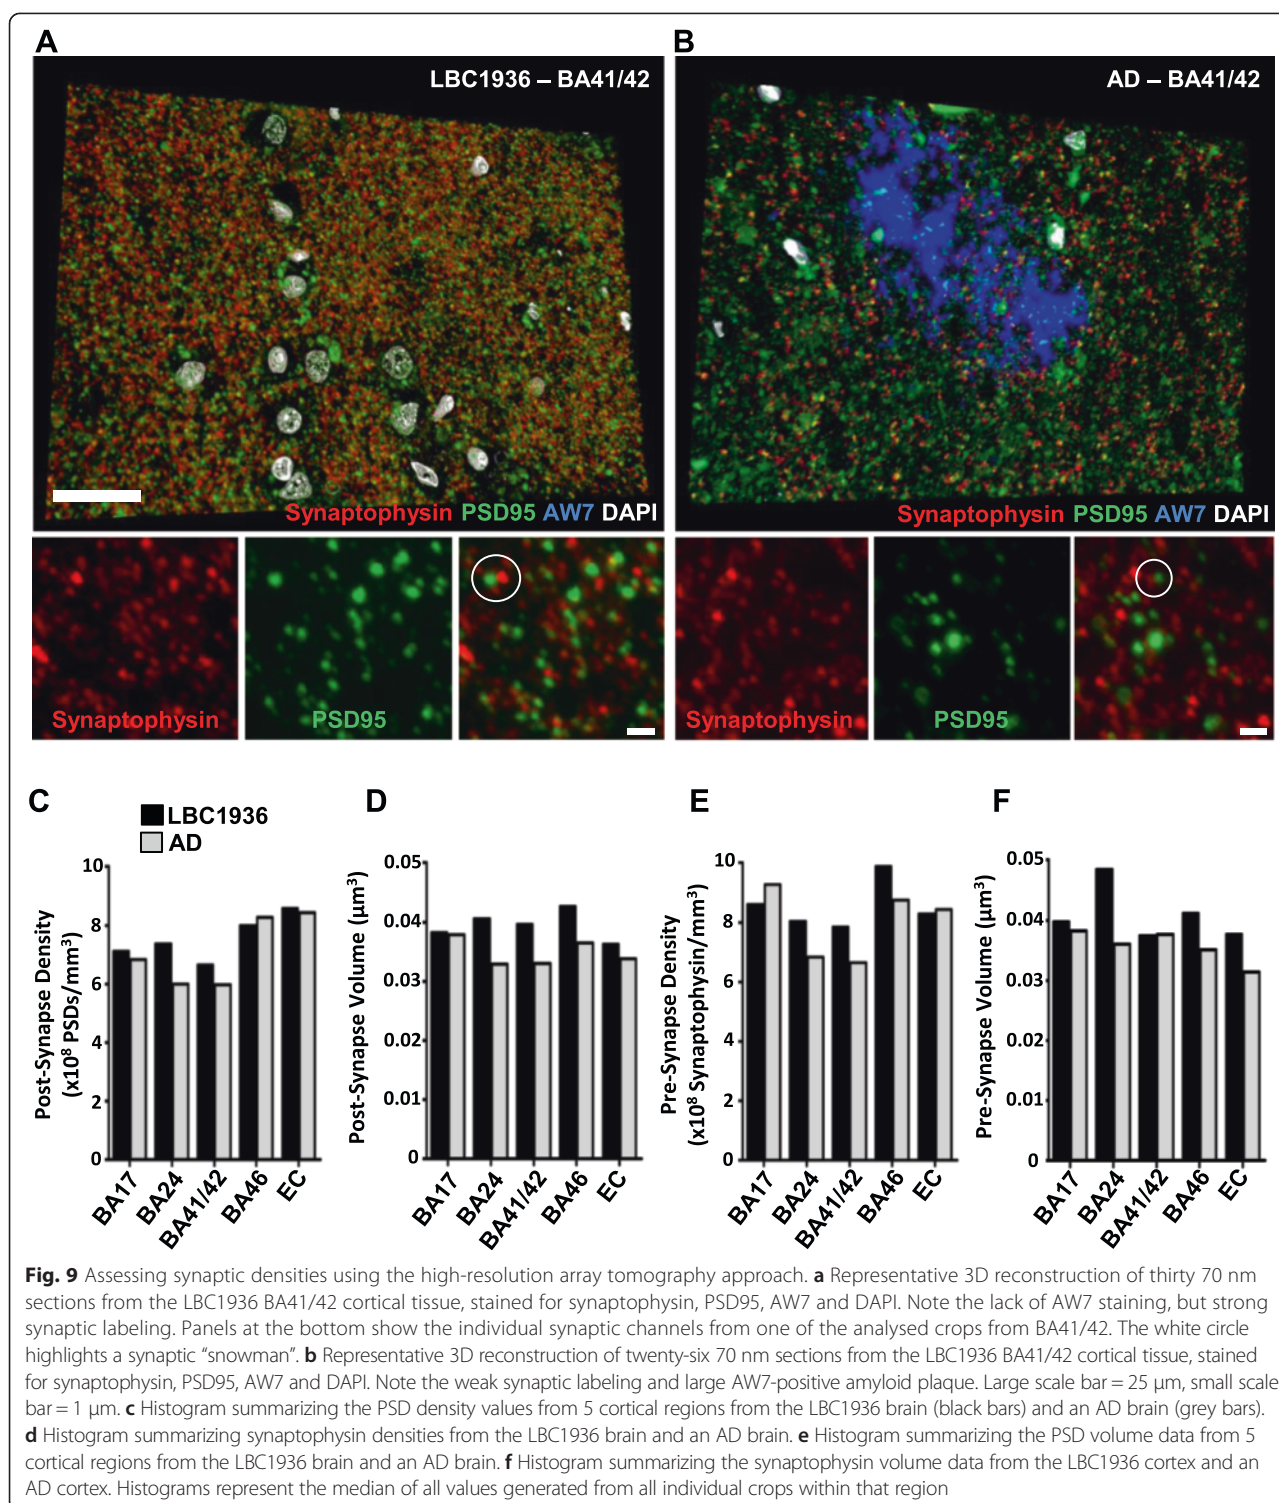 A
LBC1936 – BA41/42
Synaptophysin PSD95 AW7 DAPI
Synaptophysin
PSD95
B
AD – BA41/42
Synaptophysin PSD95 AW7 DAPI
Synaptophysin
PSD95
C
LBC1936
AD
Post-Synapse Density
(x10⁸ PSDs/mm³)
10
8
6
4
2
0
BA17
BA24
BA41/42
BA46
EC
D
Post-Synapse Volume (µm³)
0.05
0.04
0.03
0.02
0.01
0
BA17
BA24
BA41/42
BA46
EC
E
Pre-Synapse Density
(x10⁸ Synaptophysin/mm³)
10
8
6
4
2
0
BA17
BA24
BA41/42
BA46
EC
F
Pre-Synapse Volume (µm³)
0.05
0.04
0.03
0.02
0.01
0
BA17
BA24
BA41/42
BA46
EC
Fig. 9 Assessing synaptic densities using the high-resolution array tomography approach. a Representative 3D reconstruction of thirty 70 nm
sections from the LBC1936 BA41/42 cortical tissue, stained for synaptophysin, PSD95, AW7 and DAPI. Note the lack of AW7 staining, but strong
synaptic labeling. Panels at the bottom show the individual synaptic channels from one of the analysed crops from BA41/42. The white circle
highlights a synaptic “snowman”. b Representative 3D reconstruction of twenty-six 70 nm sections from the LBC1936 BA41/42 cortical tissue, stained
for synaptophysin, PSD95, AW7 and DAPI. Note the weak synaptic labeling and large AW7-positive amyloid plaque. Large scale bar = 25 µm, small scale
bar = 1 µm. c Histogram summarizing the PSD density values from 5 cortical regions from the LBC1936 brain (black bars) and an AD brain (grey bars).
d Histogram summarizing synaptophysin densities from the LBC1936 brain and an AD brain. e Histogram summarizing the PSD volume data from 5
cortical regions from the LBC1936 brain and an AD brain. f Histogram summarizing the synaptophysin volume data from the LBC1936 cortex and an
AD cortex. Histograms represent the median of all values generated from all individual crops within that region